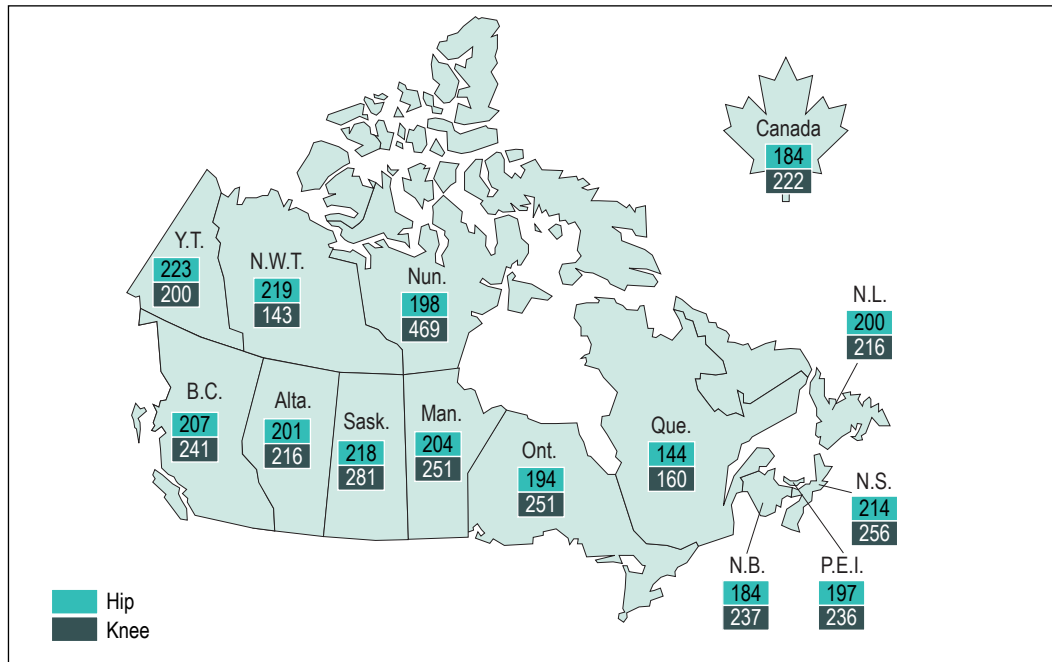 Canada
184
222
Y.T.
223
200
N.W.T.
219
143
Nun.
198
469
N.L.
200
216
B.C.
207
241
Alta.
201
216
Sask.
218
281
Man.
204
251
Ont.
194
251
Que.
144
160
N.S.
214
256
N.B.
184
237
P.E.I.
197
236
Hip
Knee